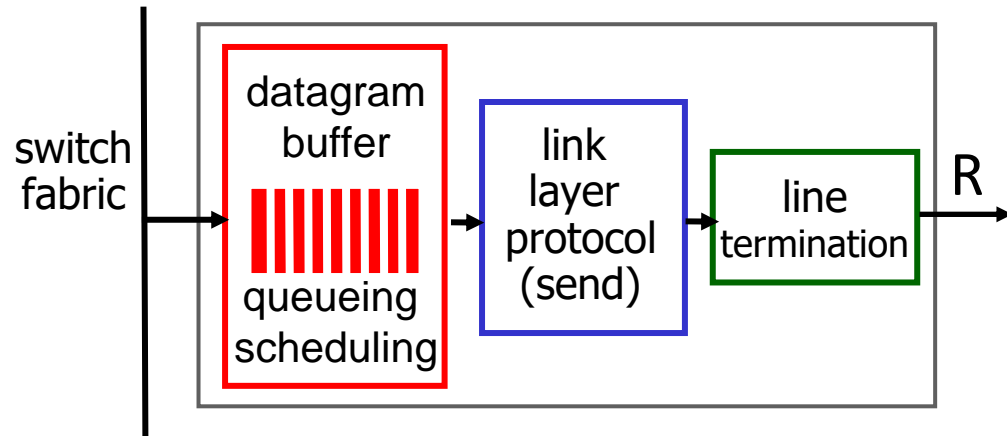 switch
fabric
datagram
buffer
queueing
scheduling
link
layer
protocol
(send)
line
termination
R